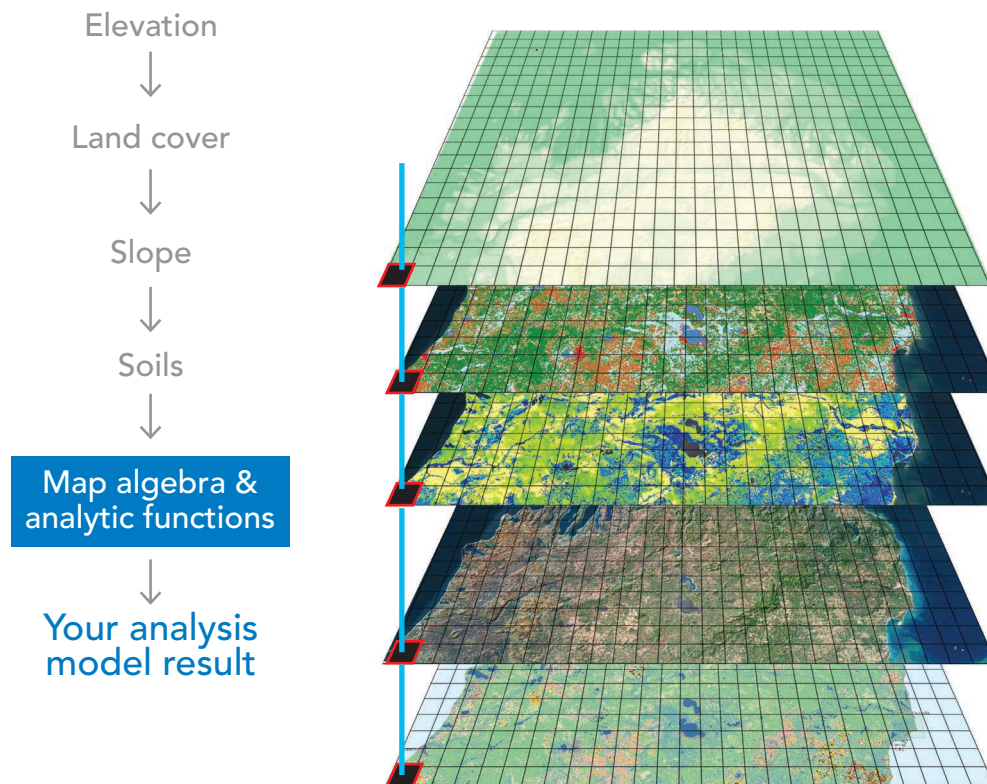 Elevation
Land cover
Slope
Soils
Map algebra &
analytic functions
Your analysis
model result